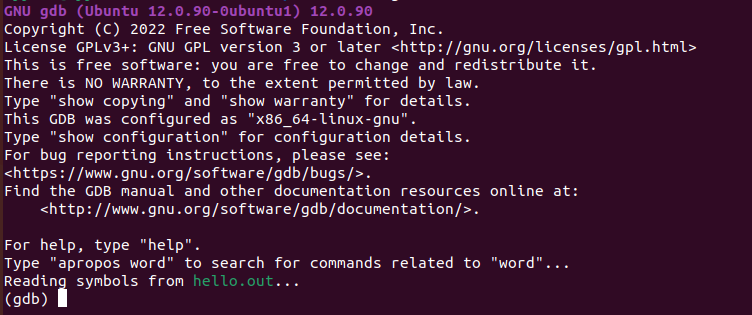 GNU gdb (Ubuntu 12.0.90-0ubuntu1) 12.0.90
Copyright (C) 2022 Free Software Foundation, Inc.
License GPLv3+: GNU GPL version 3 or later <http://gnu.org/licenses/gpl.html>
This is free software: you are free to change and redistribute it.
There is NO WARRANTY, to the extent permitted by law.
Type "show copying" and "show warranty" for details.
This GDB was configured as "x86_64-linux-gnu".
Type "show configuration" for configuration details.
For bug reporting instructions, please see:
<https://www.gnu.org/software/gdb/bugs/>.
Find the GDB manual and other documentation resources online at:
    <http://www.gnu.org/software/gdb/documentation/>.

For help, type "help".
Type "apropos word" to search for commands related to "word"...
Reading symbols from hello.out...
(gdb)